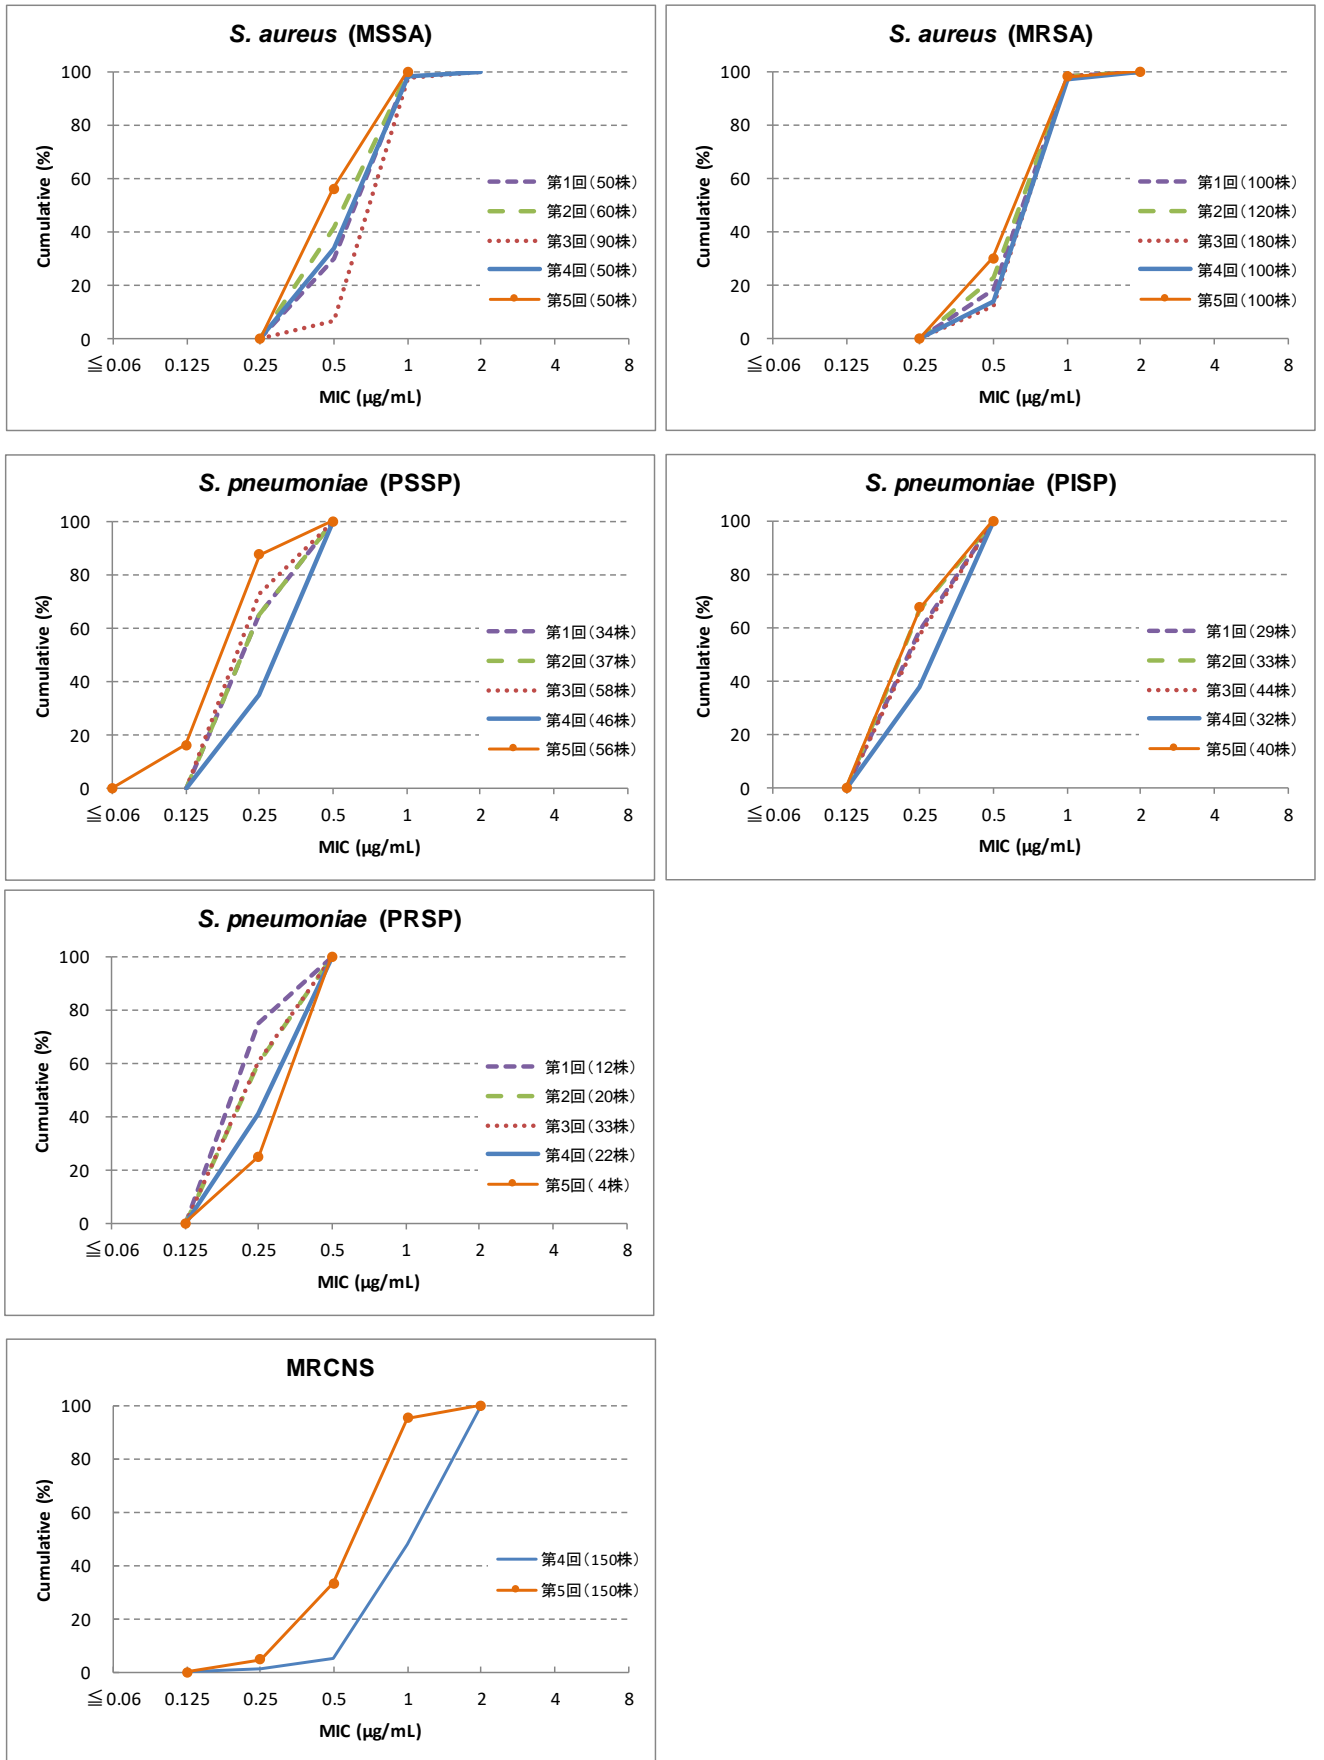 S. aureus (MSSA)
100
80
60
40
20
0
Cumulative (%)
≦ 0.06 0.125 0.25 0.5 1 2 4 8
MIC (µg/mL)
第1回(50株)
第2回(60株)
第3回(90株)
第4回(50株)
第5回(50株)
S. aureus (MRSA)
100
80
60
40
20
0
Cumulative (%)
≦ 0.06 0.125 0.25 0.5 1 2 4 8
MIC (µg/mL)
第1回(100株)
第2回(120株)
第3回(180株)
第4回(100株)
第5回(100株)
S. pneumoniae (PSSP)
100
80
60
40
20
0
Cumulative (%)
≦ 0.06 0.125 0.25 0.5 1 2 4 8
MIC (µg/mL)
第1回(34株)
第2回(37株)
第3回(58株)
第4回(46株)
第5回(56株)
S. pneumoniae (PISP)
100
80
60
40
20
0
Cumulative (%)
≦ 0.06 0.125 0.25 0.5 1 2 4 8
MIC (µg/mL)
第1回(29株)
第2回(33株)
第3回(44株)
第4回(32株)
第5回(40株)
S. pneumoniae (PRSP)
100
80
60
40
20
0
Cumulative (%)
≦ 0.06 0.125 0.25 0.5 1 2 4 8
MIC (µg/mL)
第1回(12株)
第2回(20株)
第3回(33株)
第4回(22株)
第5回( 4株)
MRCNS
100
80
60
40
20
0
Cumulative (%)
≦ 0.06 0.125 0.25 0.5 1 2 4 8
MIC (µg/mL)
第4回(150株)
第5回(150株)